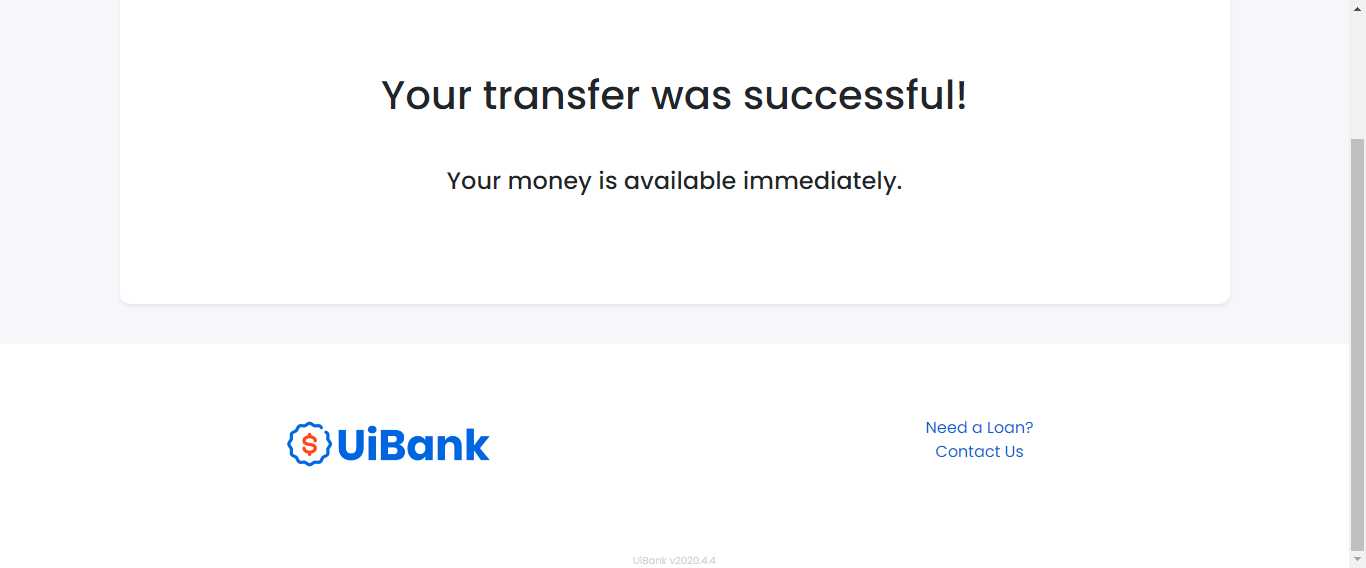 Your transfer was successful!
Your money is available immediately.
UiBank
Need a Loan?
Contact Us
UiBank v2020.4.4